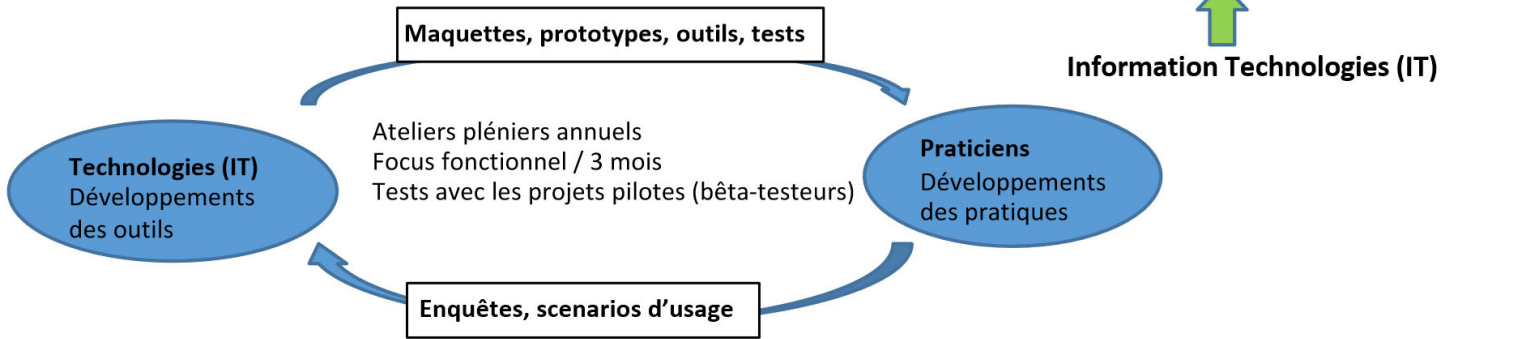 Maquettes, prototypes, outils, tests
Information Technologies (IT)
Ateliers pléniers annuels
Focus fonctionnel / 3 mois
Tests avec les projets pilotes (bêta-testeurs)
Technologies (IT)
Développements
des outils
Praticiens
Développements
des pratiques
Enquêtes, scenarios d’usage